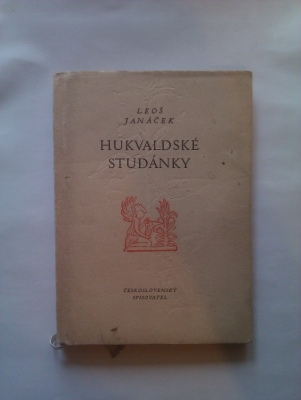 LEOŠ
JANÁČEK
HUKVALDSKÉ
STUDÁNKY
ČESKOSLOVENSKÝ
SPISOVATEL